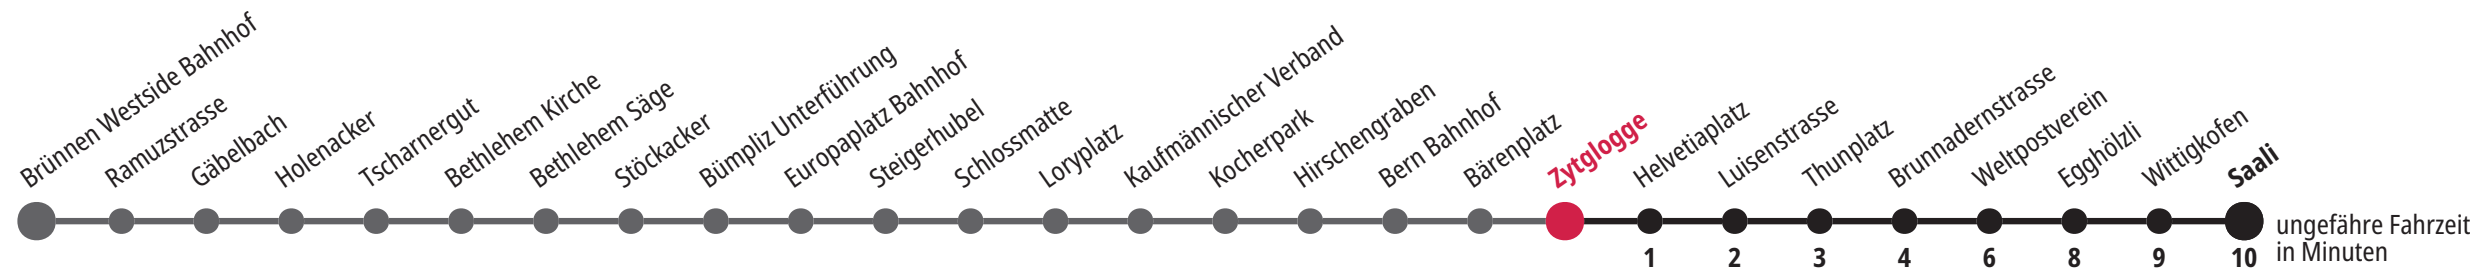 Brünnen Westside Bahnhof
Ramuzstrasse
Gäbelbach
Holenacker
Tscharnergut
Bethlehem Kirche
Bethlehem Säge
Stöckacker
Bümpliz Unterführung
Europaplatz Bahnhof
Steigerhubel
Schlossmatte
Loryplatz
Kaufmännischer Verband
Kocherpark
Hirschengraben
Bern Bahnhof
Bärenplatz
Zytglogge
Helvetiaplatz
Luisenstrasse
Thunplatz
Brunnadernstrasse
Weltpostverein
Egghölzli
Wittigkofen
Saali
1 2 3 4 6 8 9 10
ungefähre Fahrzeit
in Minuten